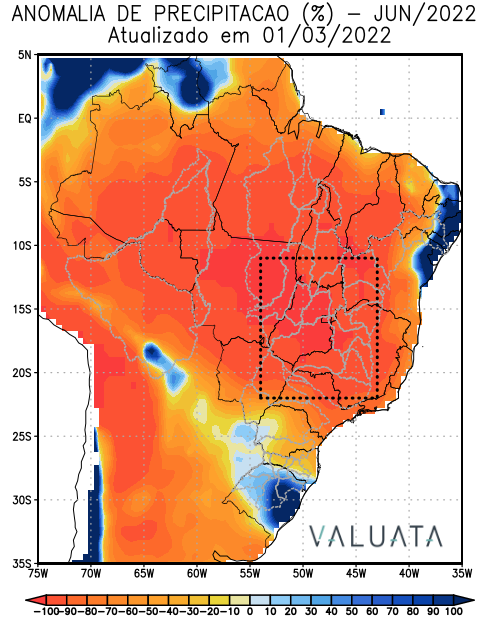 ANOMALIA DE PRECIPITACAO (%) – JUN/2022
Atualizado em 01/03/2022
5N
EQ
5S
10S
15S
20S
25S
30S
35S
VALUATA
75W 70W 65W 60W 55W 50W 45W 40W 35W
-100-90-80-70-60-50-40-30-20-10 0 10 20 30 40 50 60 70 80 90 100